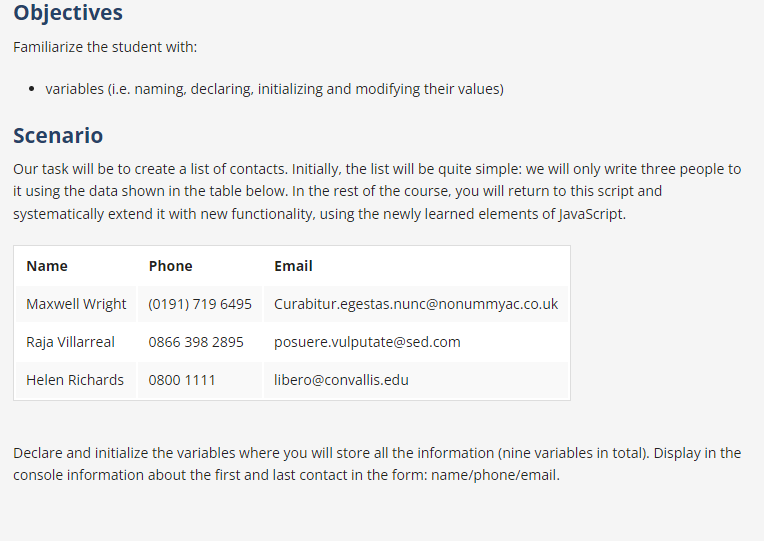 Objectives
Familiarize the student with:
• variables (i.e. naming, declaring, initializing and modifying their values)
Scenario
Our task will be to create a list of contacts. Initially, the list will be quite simple: we will only write three people to
it using the data shown in the table below. In the rest of the course, you will return to this script and
systematically extend it with new functionality, using the newly learned elements of JavaScript.
Name Phone Email
Maxwell Wright (0191) 719 6495 Curabitur.egestas.nunc@nonummyac.co.uk
Raja Villarreal 0866 398 2895 posuere.vulputate@sed.com
Helen Richards 0800 1111 libero@convallis.edu
Declare and initialize the variables where you will store all the information (nine variables in total). Display in the
console information about the first and last contact in the form: name/phone/email.